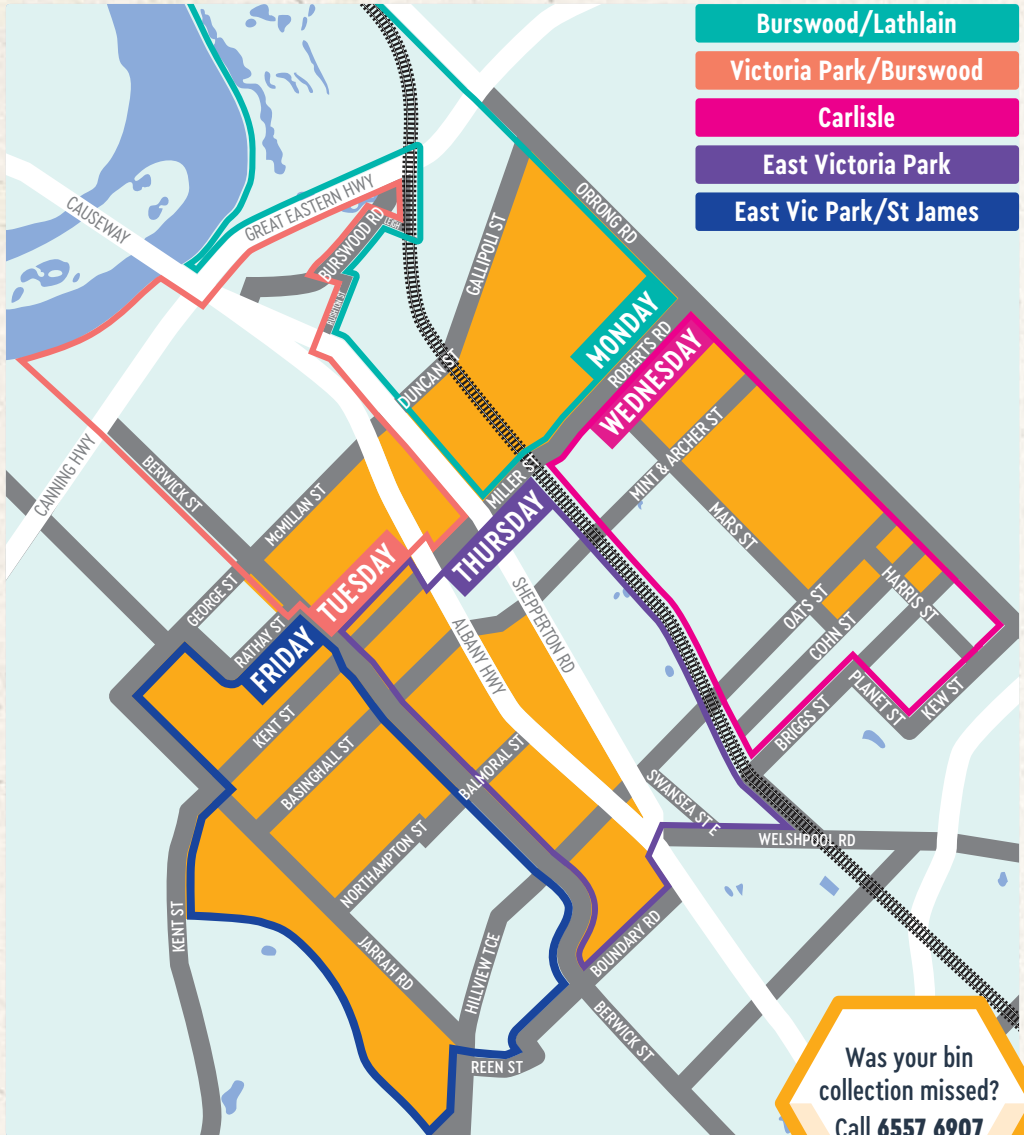 Burswood/Lathlain
Victoria Park/Burswood
Carlisle
East Victoria Park
East Vic Park/St James
CAUSEWAY
GREAT EASTERN HWY
BURSWOOD RD
LEIGH
RUSHTON ST
GALLIPOLI ST
ORRONG RD
MONDAY
ROBERTS RD
WEDNESDAY
DUNCAN ST
CANNING HWY
BERWICK ST
McMILLAN ST
MILLER ST
MINT & ARCHER ST
MARS ST
THURSDAY
TUESDAY
GEORGE ST
RATHAY ST
FRIDAY
SHEPPERTON RD
ALBANY HWY
OATS ST
COHN ST
HARRIS ST
PLANET ST
KEW ST
BRIGGS ST
KENT ST
BASINGHALL ST
BALMORAL ST
NORTHAMPTON ST
SWANSEA ST E
WELSHPOOL RD
KENT ST
JARRAH RD
HILLVIEW TCE
BOUNDARY RD
BERWICK ST
REEN ST
Was your bin
collection missed?
Call 6557 6907